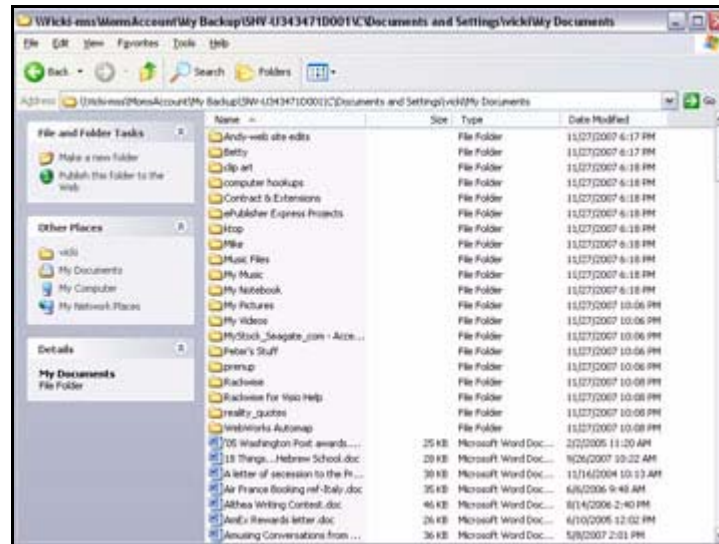 \\Vicki-mss\MomsAccount\My Backup\SHV-U343471D001\C\Documents and Settings\vicki\My Documents
File Edit View Favorites Tools Help
Back Search Folders
Address \\Vicki-mss\MomsAccount\My Backup\SHV-U343471D001\C\Documents and Settings\vicki\My Documents Go
Name Size Type Date Modified
File and Folder Tasks
Make a new folder
Publish this folder to the Web
Other Places
vicki
My Documents
My Computer
My Network Places
Details
My Documents
File Folder
Andy-web site edits File Folder 11/27/2007 6:17 PM
Betty File Folder 11/27/2007 6:17 PM
clip art File Folder 11/27/2007 6:18 PM
computer hookups File Folder 11/27/2007 6:18 PM
Contract & Extensions File Folder 11/27/2007 6:18 PM
ePublisher Express Projects File Folder 11/27/2007 6:18 PM
ktop File Folder 11/27/2007 6:18 PM
Mike File Folder 11/27/2007 6:18 PM
Music Files File Folder 11/27/2007 6:18 PM
My Music File Folder 11/27/2007 6:18 PM
My Notebook File Folder 11/27/2007 6:18 PM
My Pictures File Folder 11/27/2007 10:06 PM
My Videos File Folder 11/27/2007 10:06 PM
MyStock_Seagate_com - Acce... File Folder 11/27/2007 10:06 PM
Peter's Stuff File Folder 11/27/2007 10:06 PM
prenup File Folder 11/27/2007 10:06 PM
Rackwise File Folder 11/27/2007 10:08 PM
Rackwise for Visio Help File Folder 11/27/2007 10:08 PM
reality_quotes File Folder 11/27/2007 10:08 PM
WebWorks Automap File Folder 11/27/2007 10:08 PM
'05 Washington Post awards.... 25 KB Microsoft Word Doc... 2/2/2005 11:20 AM
18 Things...Hebrew School.doc 28 KB Microsoft Word Doc... 9/26/2007 10:22 AM
A letter of secession to the Pr... 38 KB Microsoft Word Doc... 11/16/2004 10:13 AM
Air France Booking ref-Italy.doc 35 KB Microsoft Word Doc... 6/6/2006 9:48 AM
Althea Writing Contest.doc 46 KB Microsoft Word Doc... 8/14/2006 2:40 PM
AmEx Rewards letter.doc 26 KB Microsoft Word Doc... 6/10/2005 12:02 PM
Amusing Conversations from ... 36 KB Microsoft Word Doc... 5/8/2007 2:01 PM